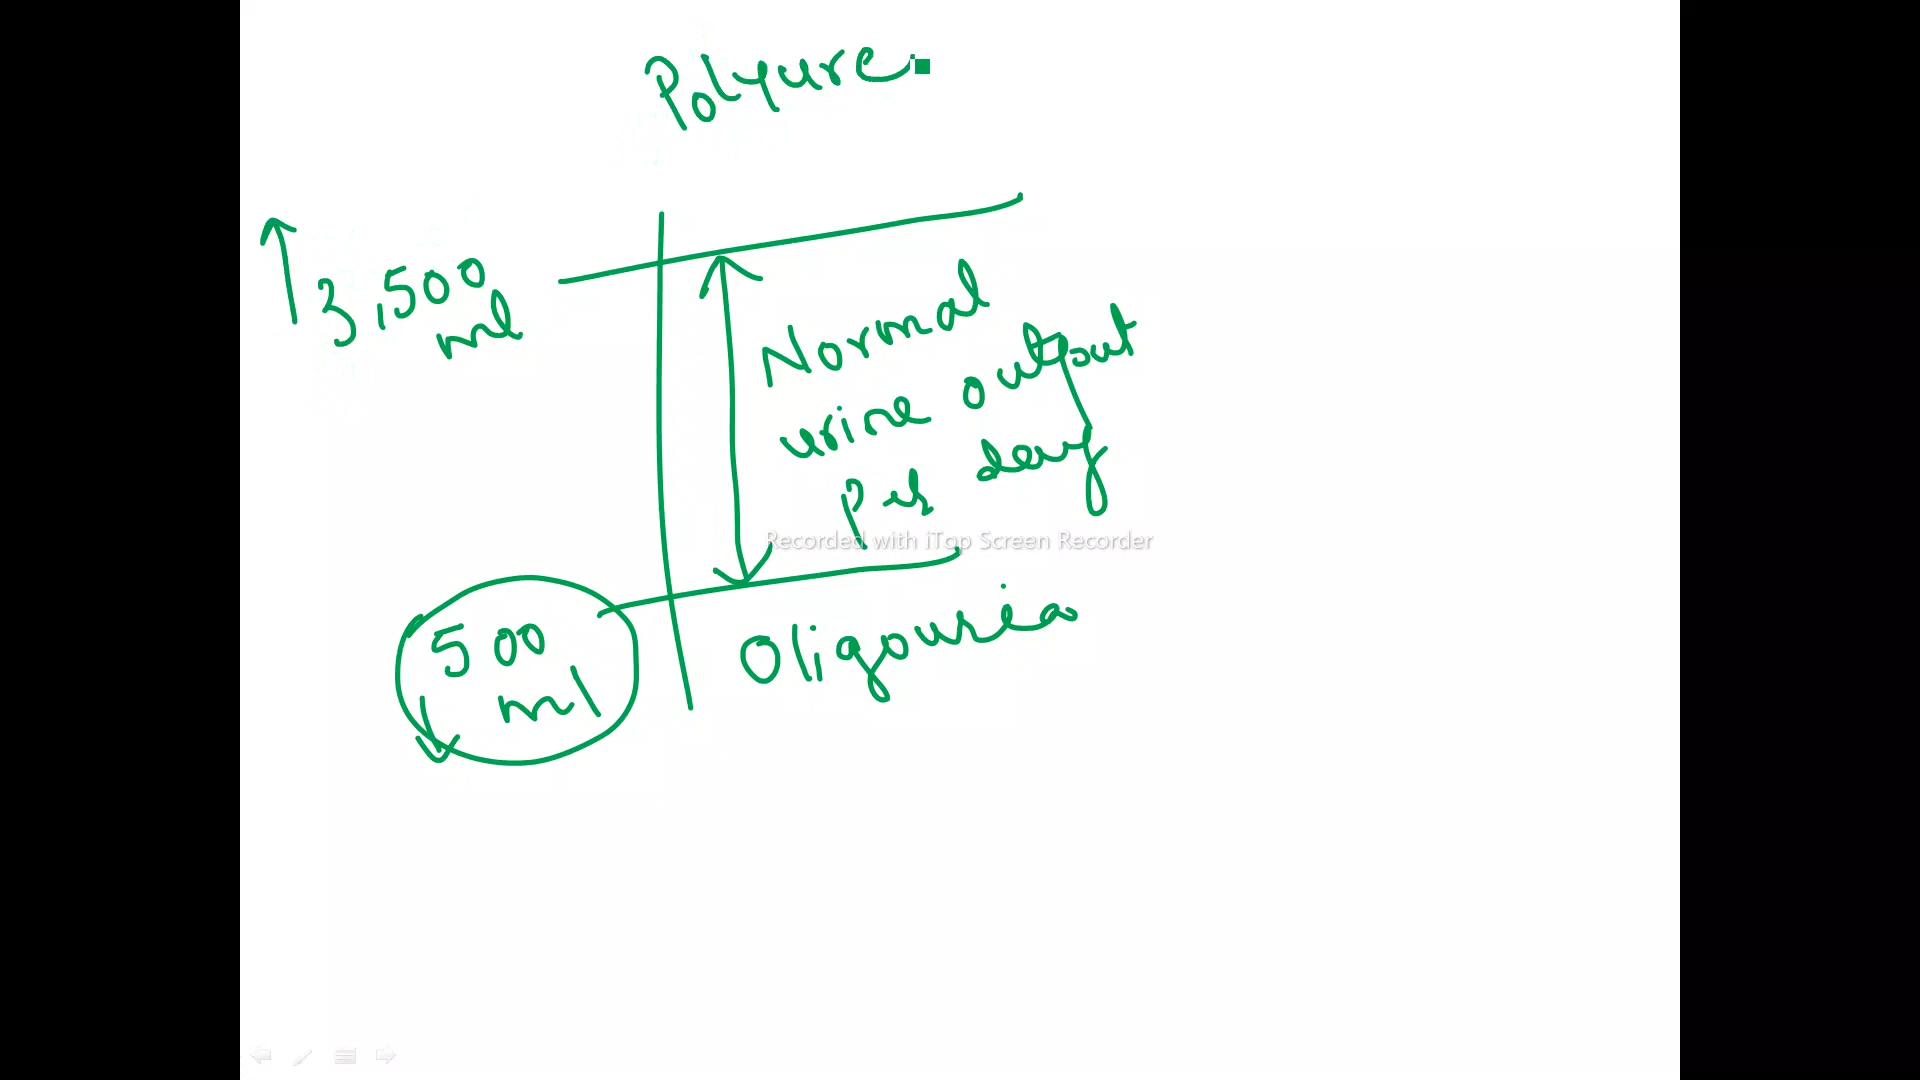 Polyure
3,500
ml
Normal
urine output
per day
Recorded with iTop Screen Recorder
500
ml
Oligouria